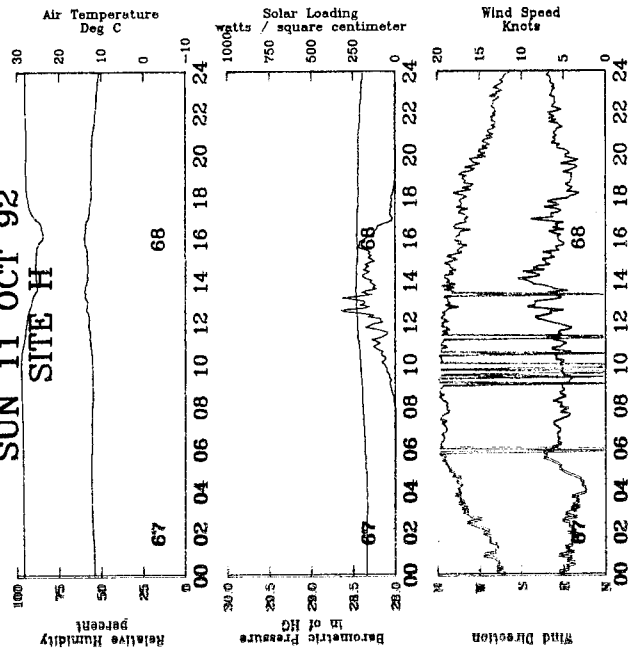 SUN 11 OCT 92
SITE H
Air Temperature
Deg C
30 20 10 0 -10
100 75 50 25 0
Relative Humidity
percent
67 68
00 02 04 06 08 10 12 14 16 18 20 22 24
Solar Loading
watts / square centimeter
1000 750 500 250 0
30.0 29.5 29.0 28.5 28.0
Barometric Pressure
in of HG
67 68
00 02 04 06 08 10 12 14 16 18 20 22 24
Wind Speed
Knots
20 15 10 5 0
N W S E N
Wind Direction
67 68
00 02 04 06 08 10 12 14 16 18 20 22 24